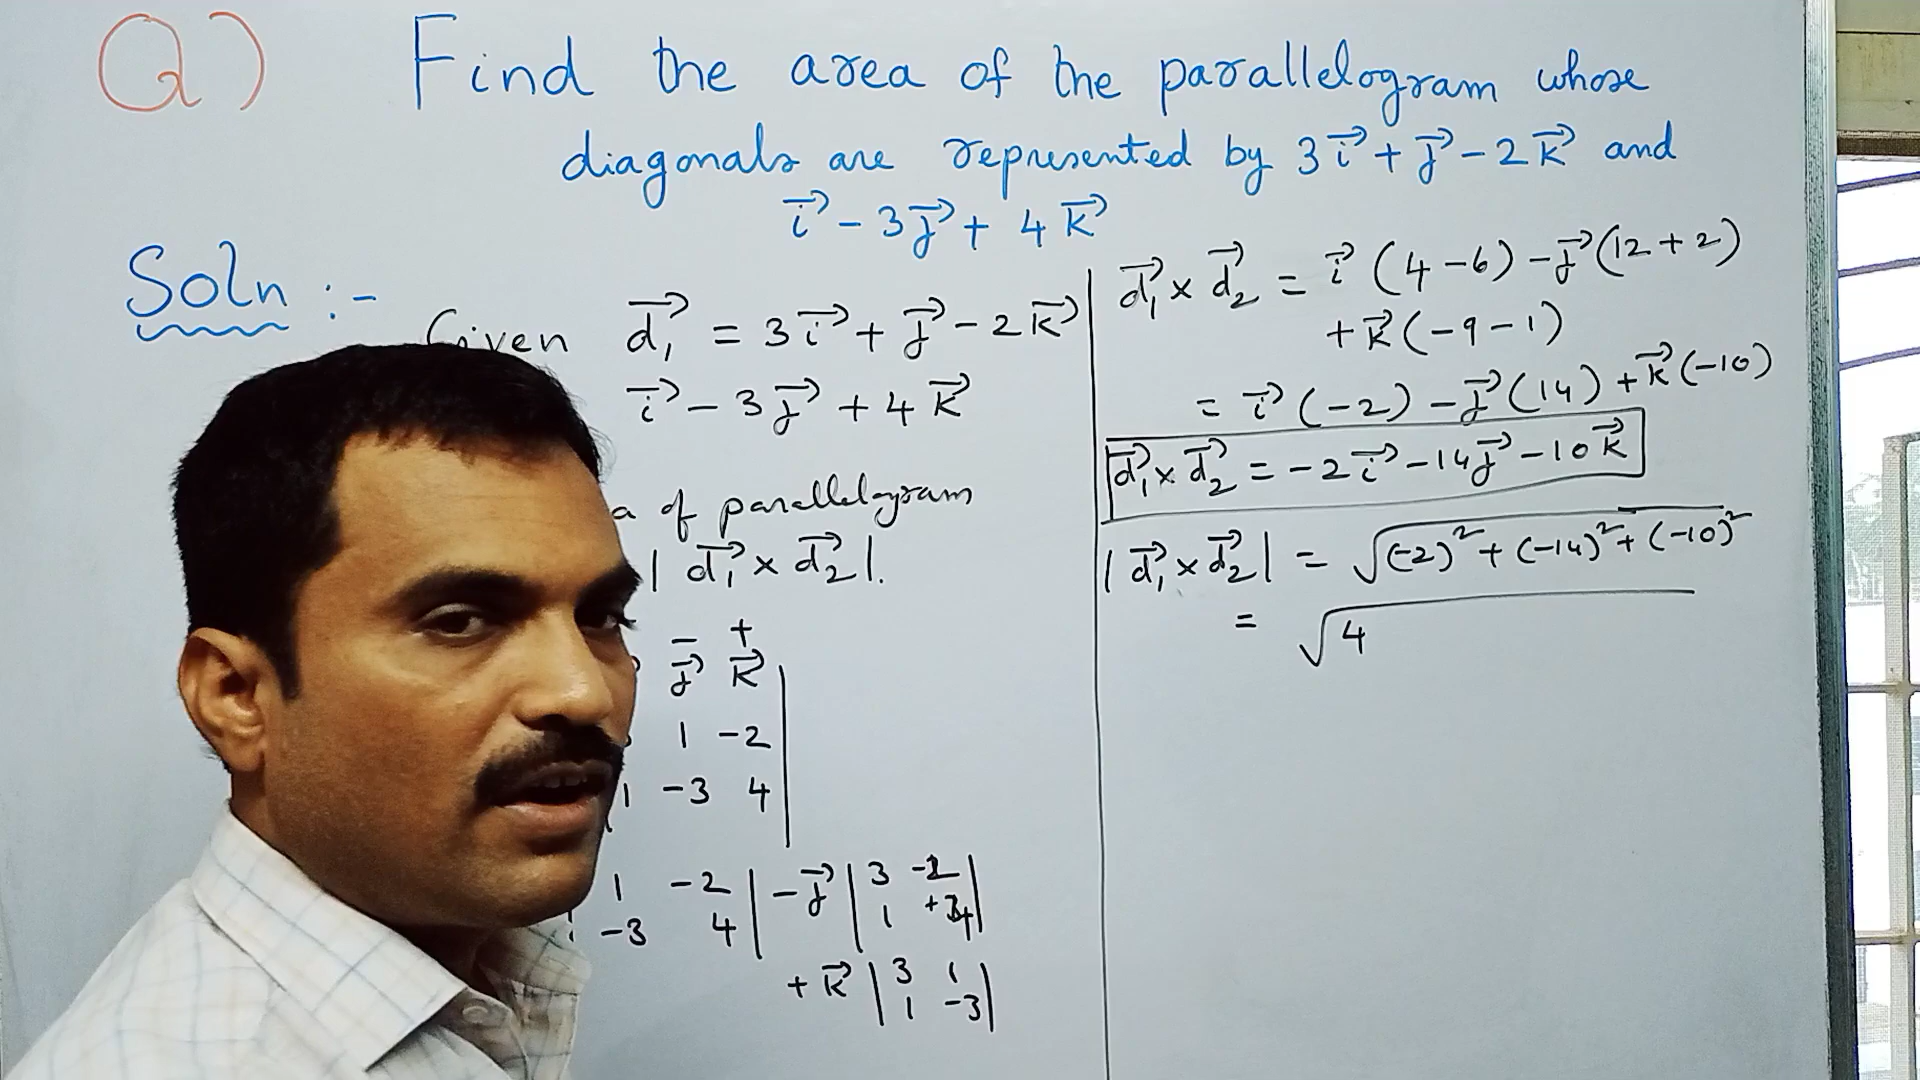 Q) Find the area of the parallelogram whose
diagonals are represented by 3i⃗ + j⃗ - 2k⃗ and
i⃗ - 3j⃗ + 4k⃗
Soln :-
Given d⃗₁ = 3i⃗ + j⃗ - 2k⃗
i⃗ - 3j⃗ + 4k⃗
of parallelogram
| d⃗₁ × d⃗₂ |.
- +
j⃗ k⃗ |
1 -2
1 -3 4
1 -2 | -j⃗ | 3 -2 |
-3 4 | | 1 +4 |
+ k⃗ | 3 1 |
| 1 -3 |
d⃗₁ × d⃗₂ = i⃗ (4 - 6) - j⃗ (12 + 2)
+ k⃗ (-9 - 1)
= i⃗ (-2) - j⃗ (14) + k⃗ (-10)
d⃗₁ × d⃗₂ = -2i⃗ - 14j⃗ - 10k⃗
| d⃗₁ × d⃗₂ | = √(-2)² + (-14)² + (-10)²
= √4